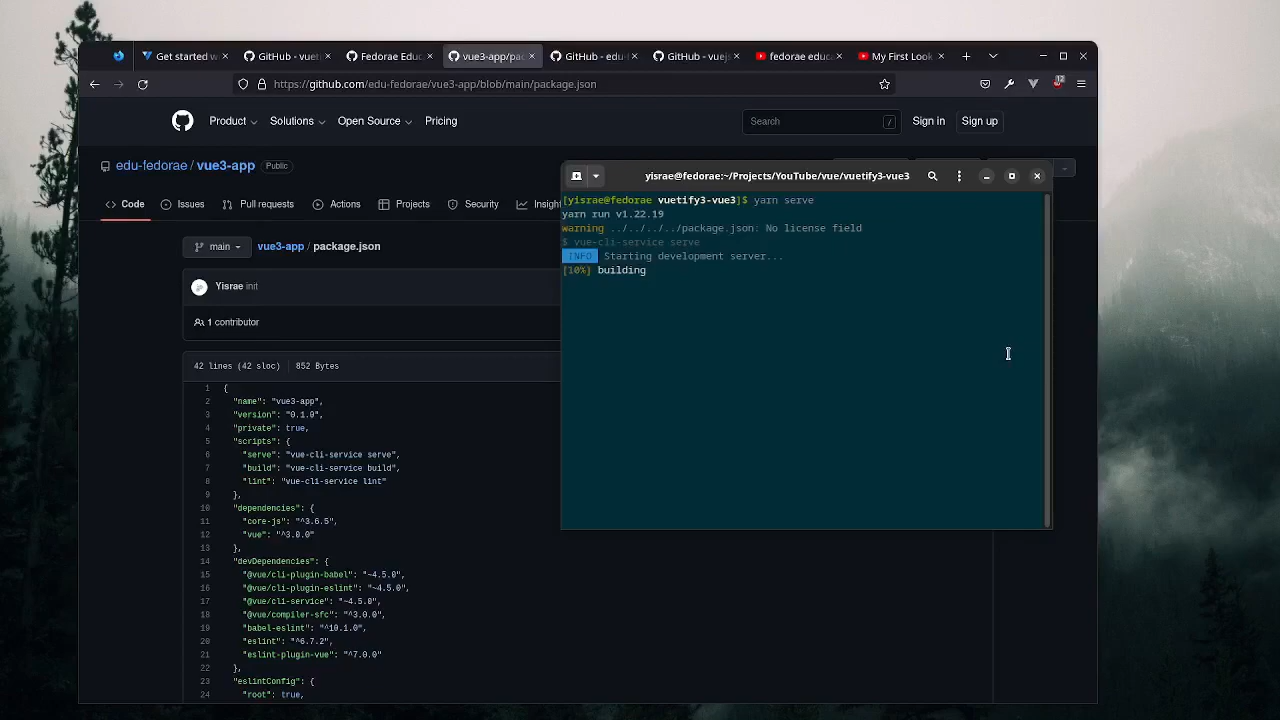 Get started w
GitHub - vuet
Fedorae Educ
vue3-app/pac
GitHub - edu-f
GitHub - vuejs
fedorae educa
My First Look
https://github.com/edu-fedorae/vue3-app/blob/main/package.json
12
Product
Solutions
Open Source
Pricing
Search
/
Sign in
Sign up
edu-fedorae / vue3-app
Public
Code
Issues
Pull requests
Actions
Projects
Security
Insigh
main
vue3-app / package.json
Yisrae init
1 contributor
42 lines (42 sloc)
852 Bytes
1 {
2 "name": "vue3-app",
3 "version": "0.1.0",
4 "private": true,
5 "scripts": {
6 "serve": "vue-cli-service serve",
7 "build": "vue-cli-service build",
8 "lint": "vue-cli-service lint"
9 },
10 "dependencies": {
11 "core-js": "^3.6.5",
12 "vue": "^3.0.0"
13 },
14 "devDependencies": {
15 "@vue/cli-plugin-babel": "~4.5.0",
16 "@vue/cli-plugin-eslint": "~4.5.0",
17 "@vue/cli-service": "~4.5.0",
18 "@vue/compiler-sfc": "^3.0.0",
19 "babel-eslint": "^10.1.0",
20 "eslint": "^6.7.2",
21 "eslint-plugin-vue": "^7.0.0"
22 },
23 "eslintConfig": {
24 "root": true,
yisrae@fedorae:~/Projects/YouTube/vue/vuetify3-vue3
[yisrae@fedorae vuetify3-vue3]$ yarn serve
yarn run v1.22.19
warning ../../../../package.json: No license field
$ vue-cli-service serve
INFO Starting development server...
[10%] building